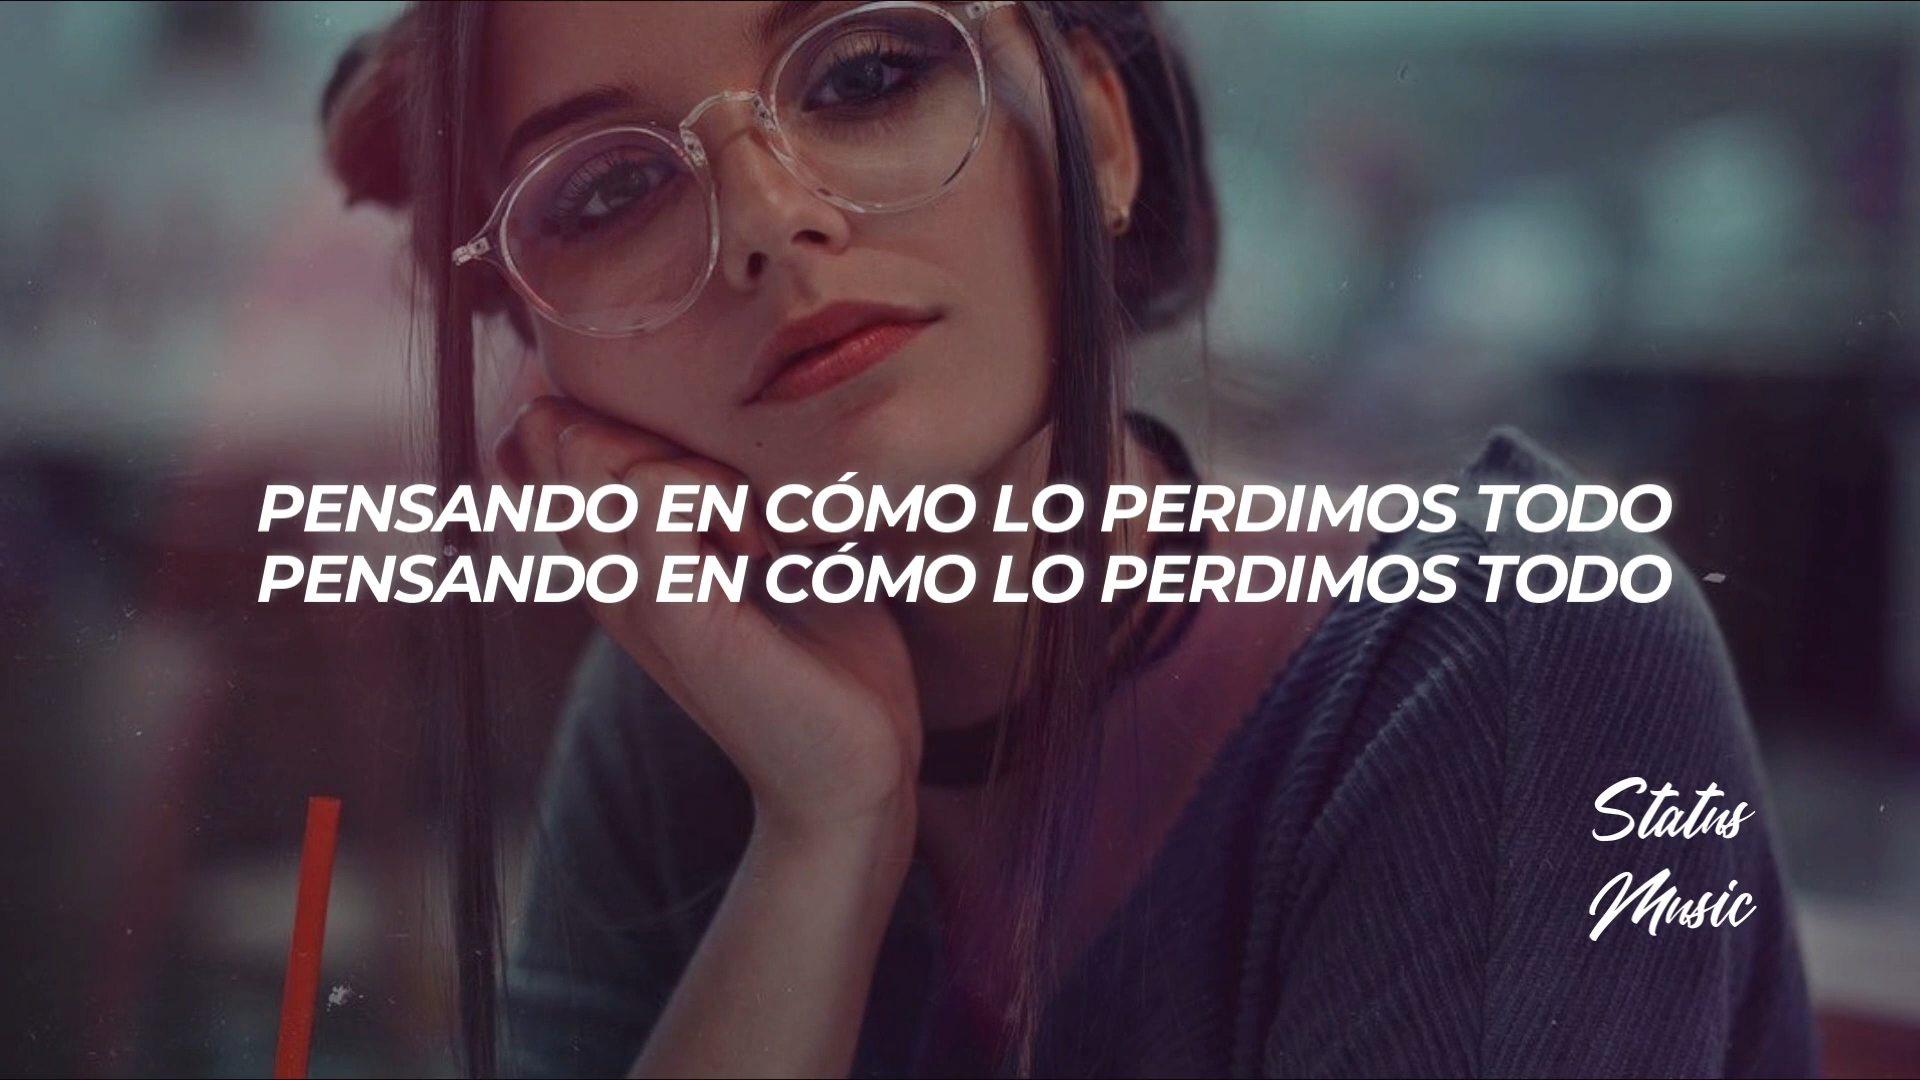 PENSANDO EN CÓMO LO PERDIMOS TODO
PENSANDO EN CÓMO LO PERDIMOS TODO
Status
Music